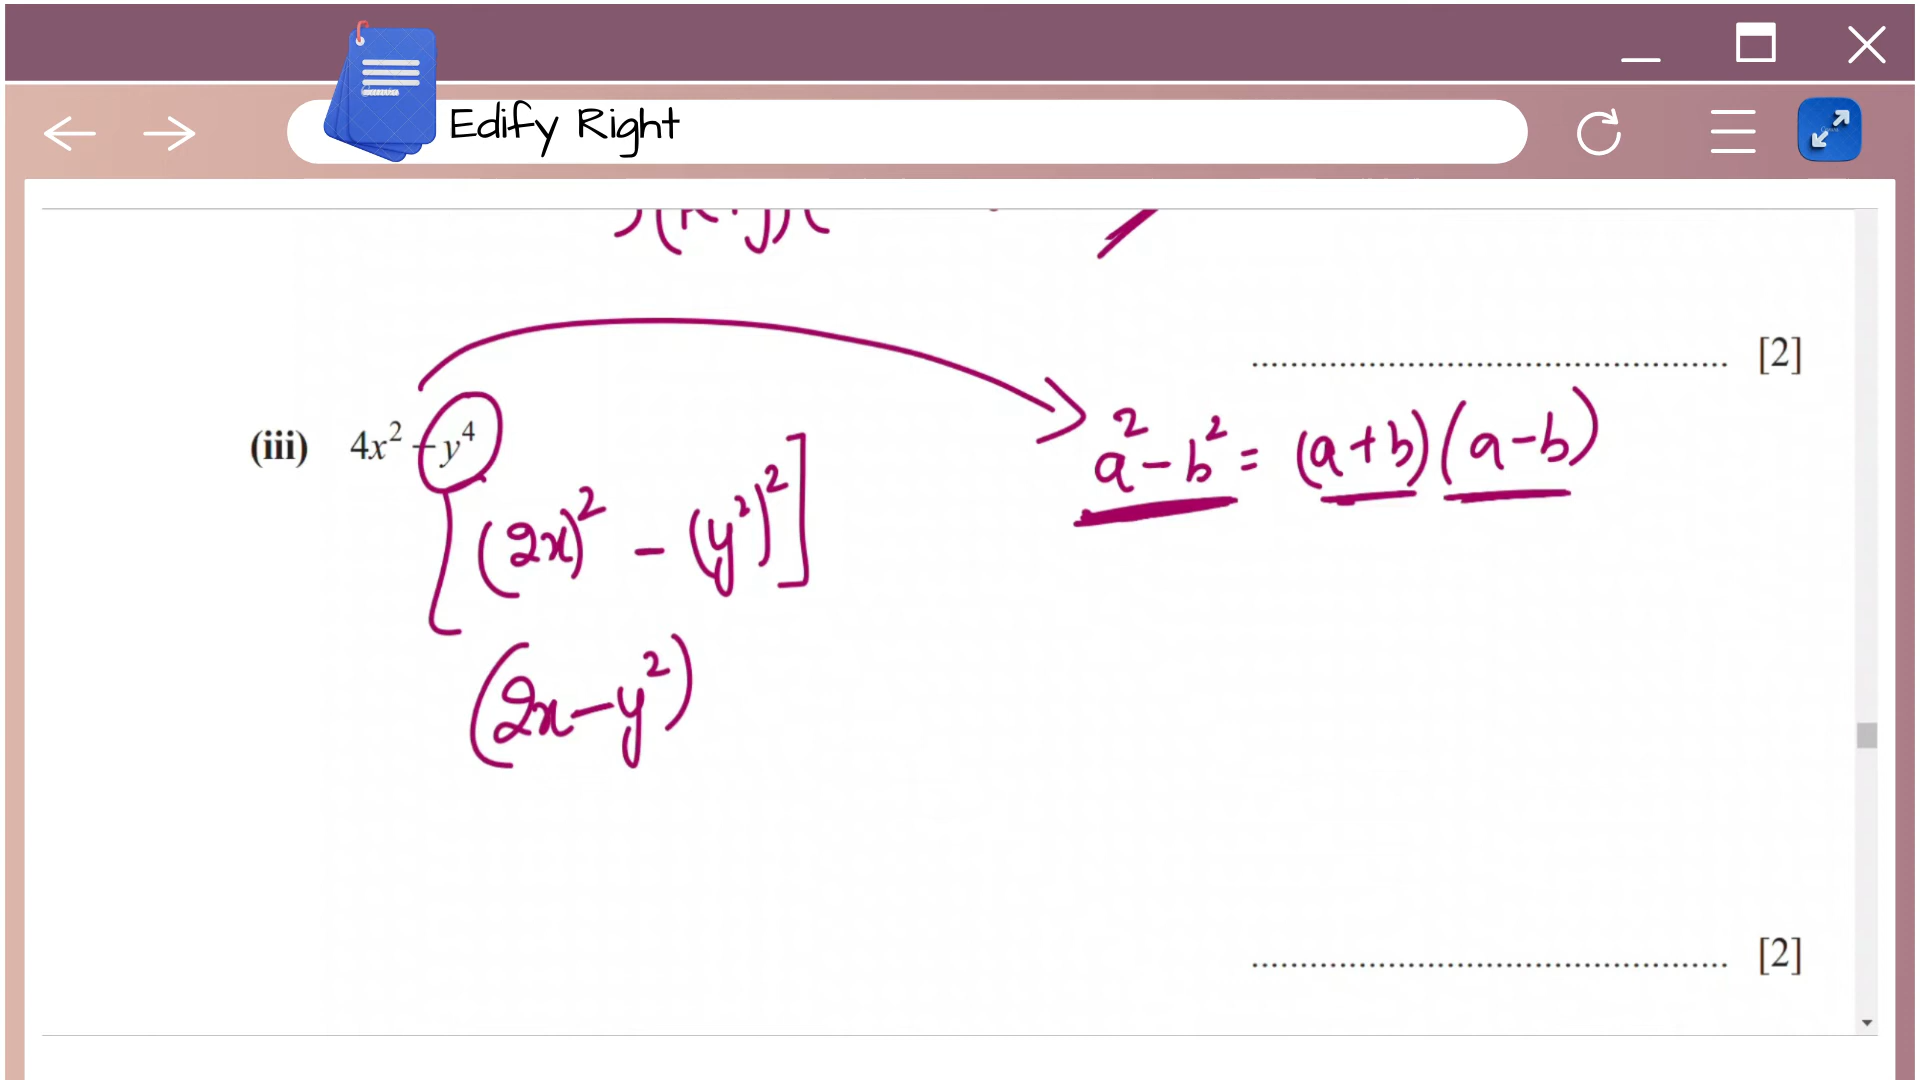 Edify Right
[2]
(iii) 4x² − y⁴
a² − b² = (a+b)(a−b)
[(2x)² − (y²)²]
(2x − y²)
[2]